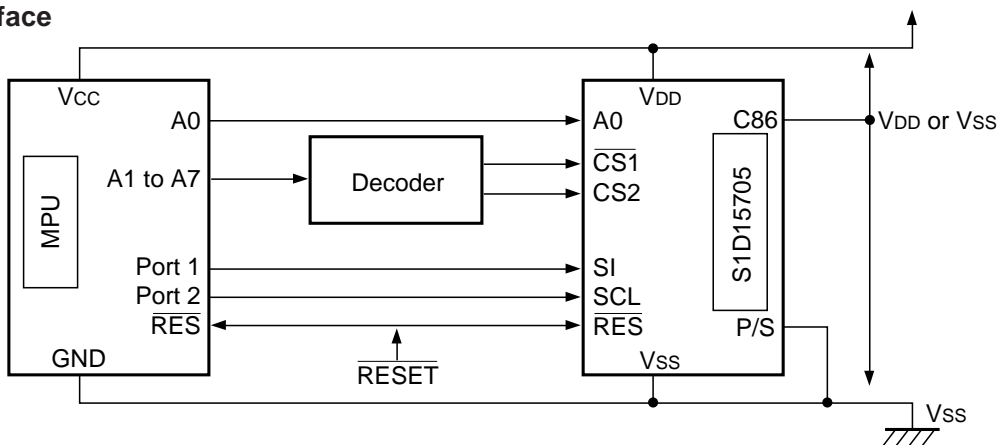 face
VCC
A0
A1 to A7
MPU
Port 1
Port 2
RES
GND
Decoder
RESET
VDD
A0
C86
CS1
CS2
S1D15705
SI
SCL
RES
P/S
VSS
VDD or VSS
VSS